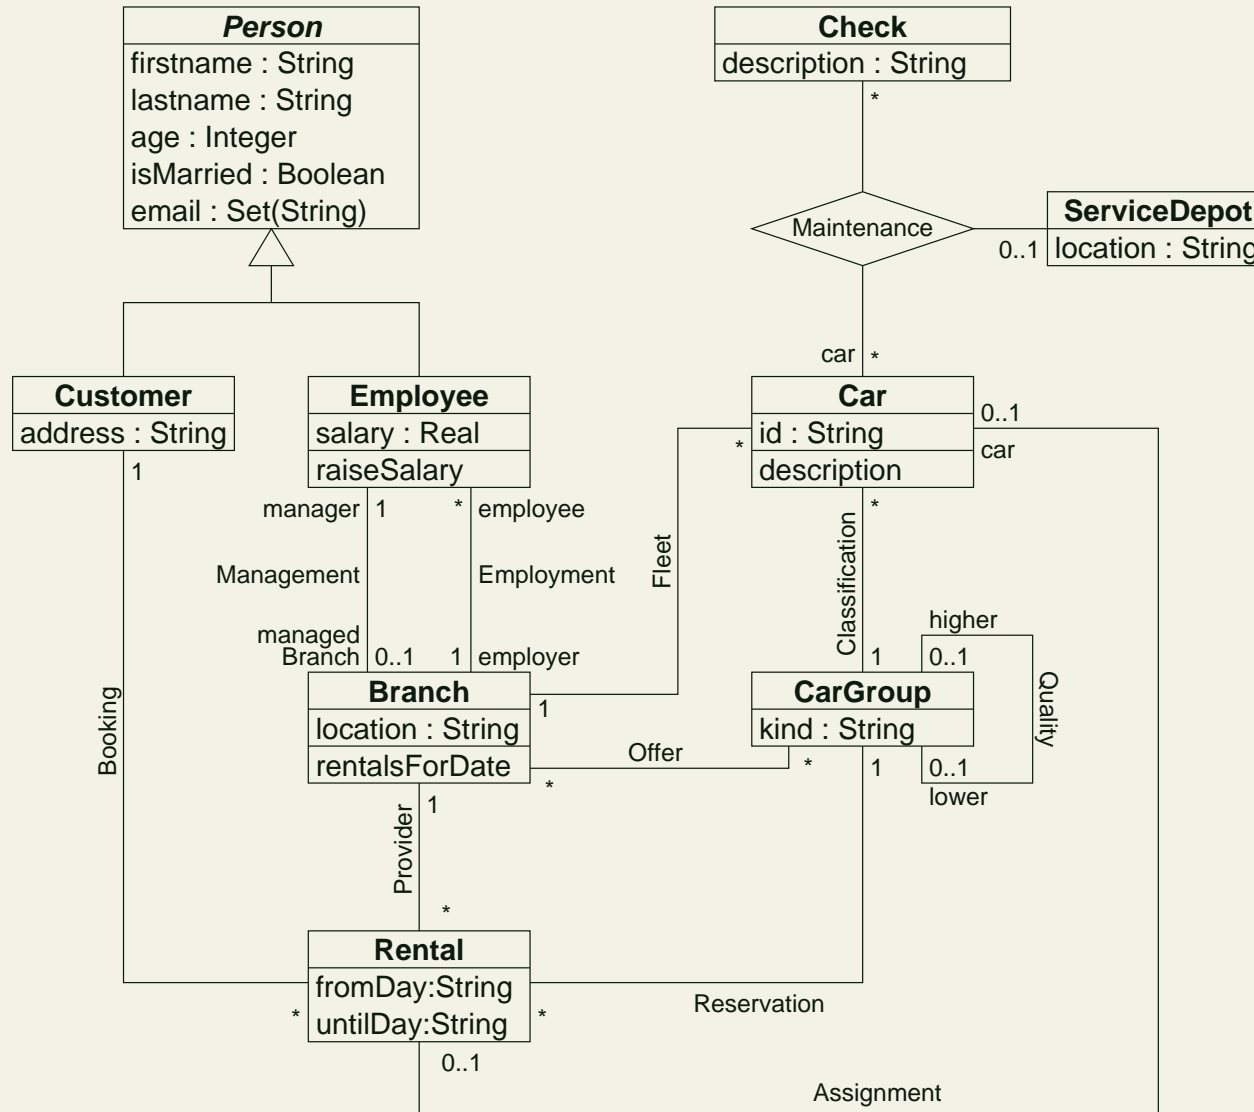 Person
firstname : String
lastname : String
age : Integer
isMarried : Boolean
email : Set(String)
Check
description : String
*
Maintenance
0..1
ServiceDepot
location : String
car
*
Customer
address : String
1
Employee
salary : Real
raiseSalary
Car
id : String
description
0..1
car
*
manager
1
*
employee
*
Management
Employment
Fleet
Classification
managed
Branch
0..1
1
employer
1
higher
0..1
Branch
location : String
rentalsForDate
1
CarGroup
kind : String
Quality
Booking
Offer
*
*
1
0..1
lower
1
Provider
*
Rental
fromDay:String
untilDay:String
*
*
Reservation
0..1
Assignment